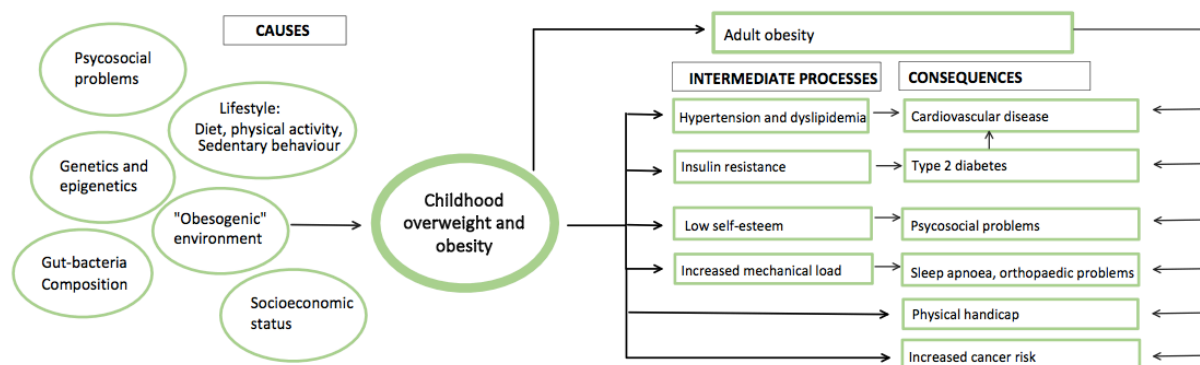 CAUSES
Psycosocial
problems
Lifestyle:
Diet, physical activity,
Sedentary behaviour
Genetics and
epigenetics
"Obesogenic"
environment
Gut-bacteria
Composition
Socioeconomic
status
Childhood
overweight and
obesity
Adult obesity
INTERMEDIATE PROCESSES
CONSEQUENCES
Hypertension and dyslipidemia
Cardiovascular disease
Insulin resistance
Type 2 diabetes
Low self-esteem
Psycosocial problems
Increased mechanical load
Sleep apnoea, orthopaedic problems
Physical handicap
Increased cancer risk